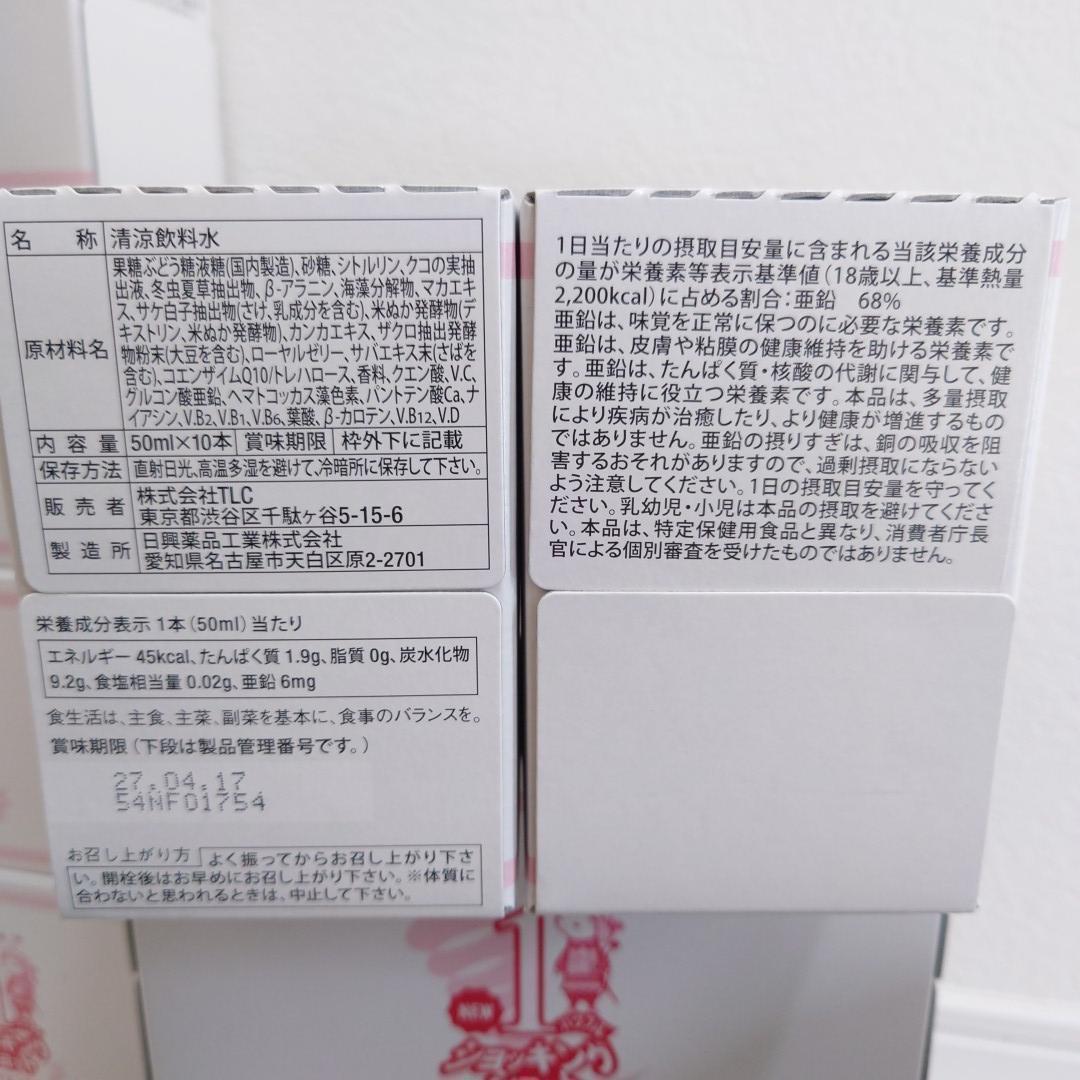 名 称 清涼飲料水
原材料名
果糖ぶどう糖液糖(国内製造)、砂糖、シトルリン、クコの実抽
出液、冬虫夏草抽出物、β-アラニン、海藻分解物、マカエキ
ス、サケ白子抽出物(さけ、乳成分を含む)、米ぬか発酵物(デ
キストリン、米ぬか発酵物)、カンカエキス、ザクロ抽出発酵
物粉末(大豆を含む)、ローヤルゼリー、サバエキス末(さばを
含む)、コエンザイムQ10/トレハロース、香料、クエン酸、V.C、
グルコン酸亜鉛、ヘマトコッカス藻色素、パントテン酸Ca、ナ
イアシン、V.B2、V.B1、V.B6、葉酸、β-カロテン、V.B12、V.D
内容量 50ml×10本 賞味期限 枠外下に記載
保存方法 直射日光、高温多湿を避けて、冷暗所に保存して下さい。
販売者 株式会社TLC
東京都渋谷区千駄ヶ谷5-15-6
製造所 日興薬品工業株式会社
愛知県名古屋市天白区原2-2701
栄養成分表示 1本(50ml)当たり
エネルギー 45kcal、たんぱく質 1.9g、脂質 0g、炭水化物
9.2g、食塩相当量 0.02g、亜鉛 6mg
食生活は、主食、主菜、副菜を基本に、食事のバランスを。
賞味期限(下段は製品管理番号です。)
27.04.17
54NF01754
お召し上がり方 よく振ってからお召し上がり下さ
い。開栓後はお早めにお召し上がり下さい。※体質に
合わないと思われるときは、中止して下さい。
1日当たりの摂取目安量に含まれる当該栄養成分
の量が栄養素等表示基準値(18歳以上、基準熱量
2,200kcal)に占める割合:亜鉛 68%
亜鉛は、味覚を正常に保つのに必要な栄養素です。
亜鉛は、皮膚や粘膜の健康維持を助ける栄養素で
す。亜鉛は、たんぱく質・核酸の代謝に関与して、健
康の維持に役立つ栄養素です。本品は、多量摂取
により疾病が治癒したり、より健康が増進するもの
ではありません。亜鉛の摂りすぎは、銅の吸収を阻
害するおそれがありますので、過剰摂取にならない
よう注意してください。1日の摂取目安量を守ってく
ださい。乳幼児・小児は本品の摂取を避けてくださ
い。本品は、特定保健用食品と異なり、消費者庁長
官による個別審査を受けたものではありません。
1
NEW
ショッキング